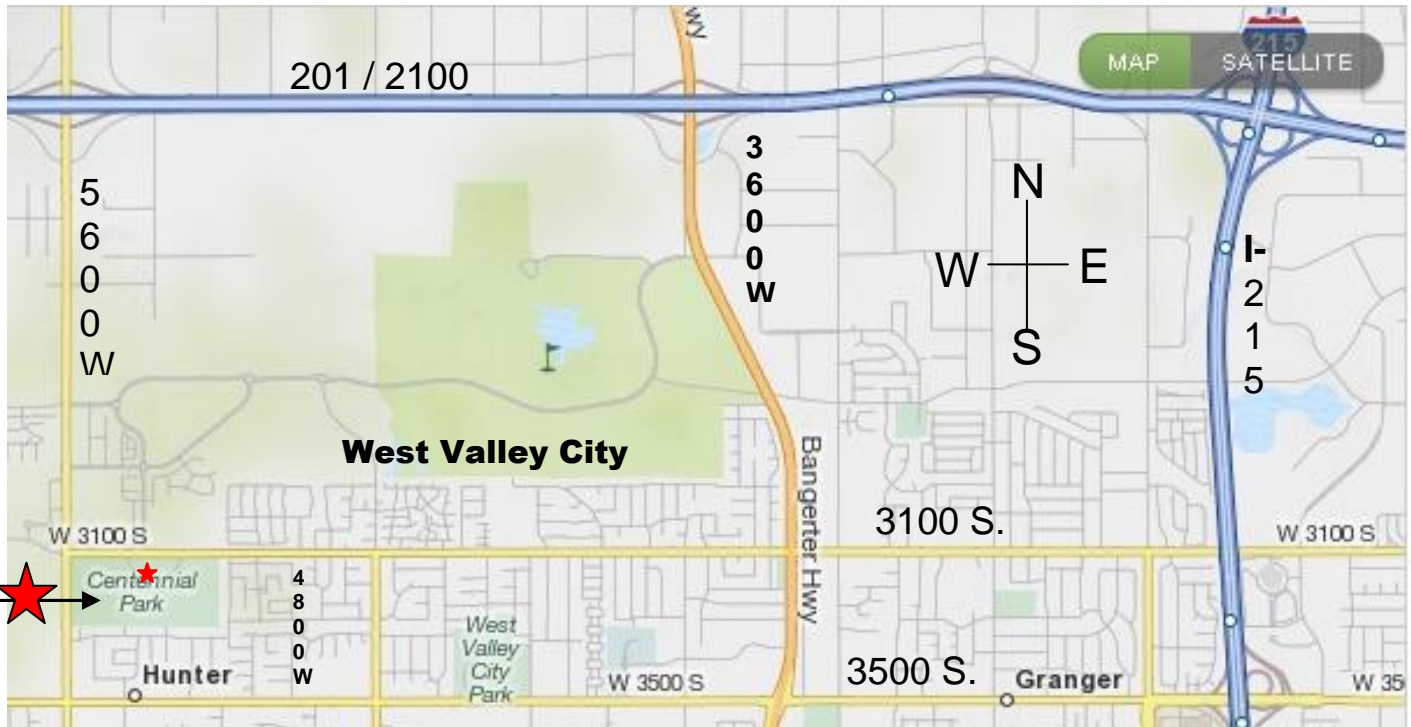 wy
215
MAP
SATELLITE
201 / 2100
5
6
0
0
W
3
6
0
0
W
N
W
E
S
I-
2
1
5
West Valley City
Bangerter Hwy
W 3100 S
3100 S.
W 3100 S
Centennial
Park
4
8
0
0
W
West
Valley
City
Park
Hunter
W 3500 S
3500 S.
Granger
W 35